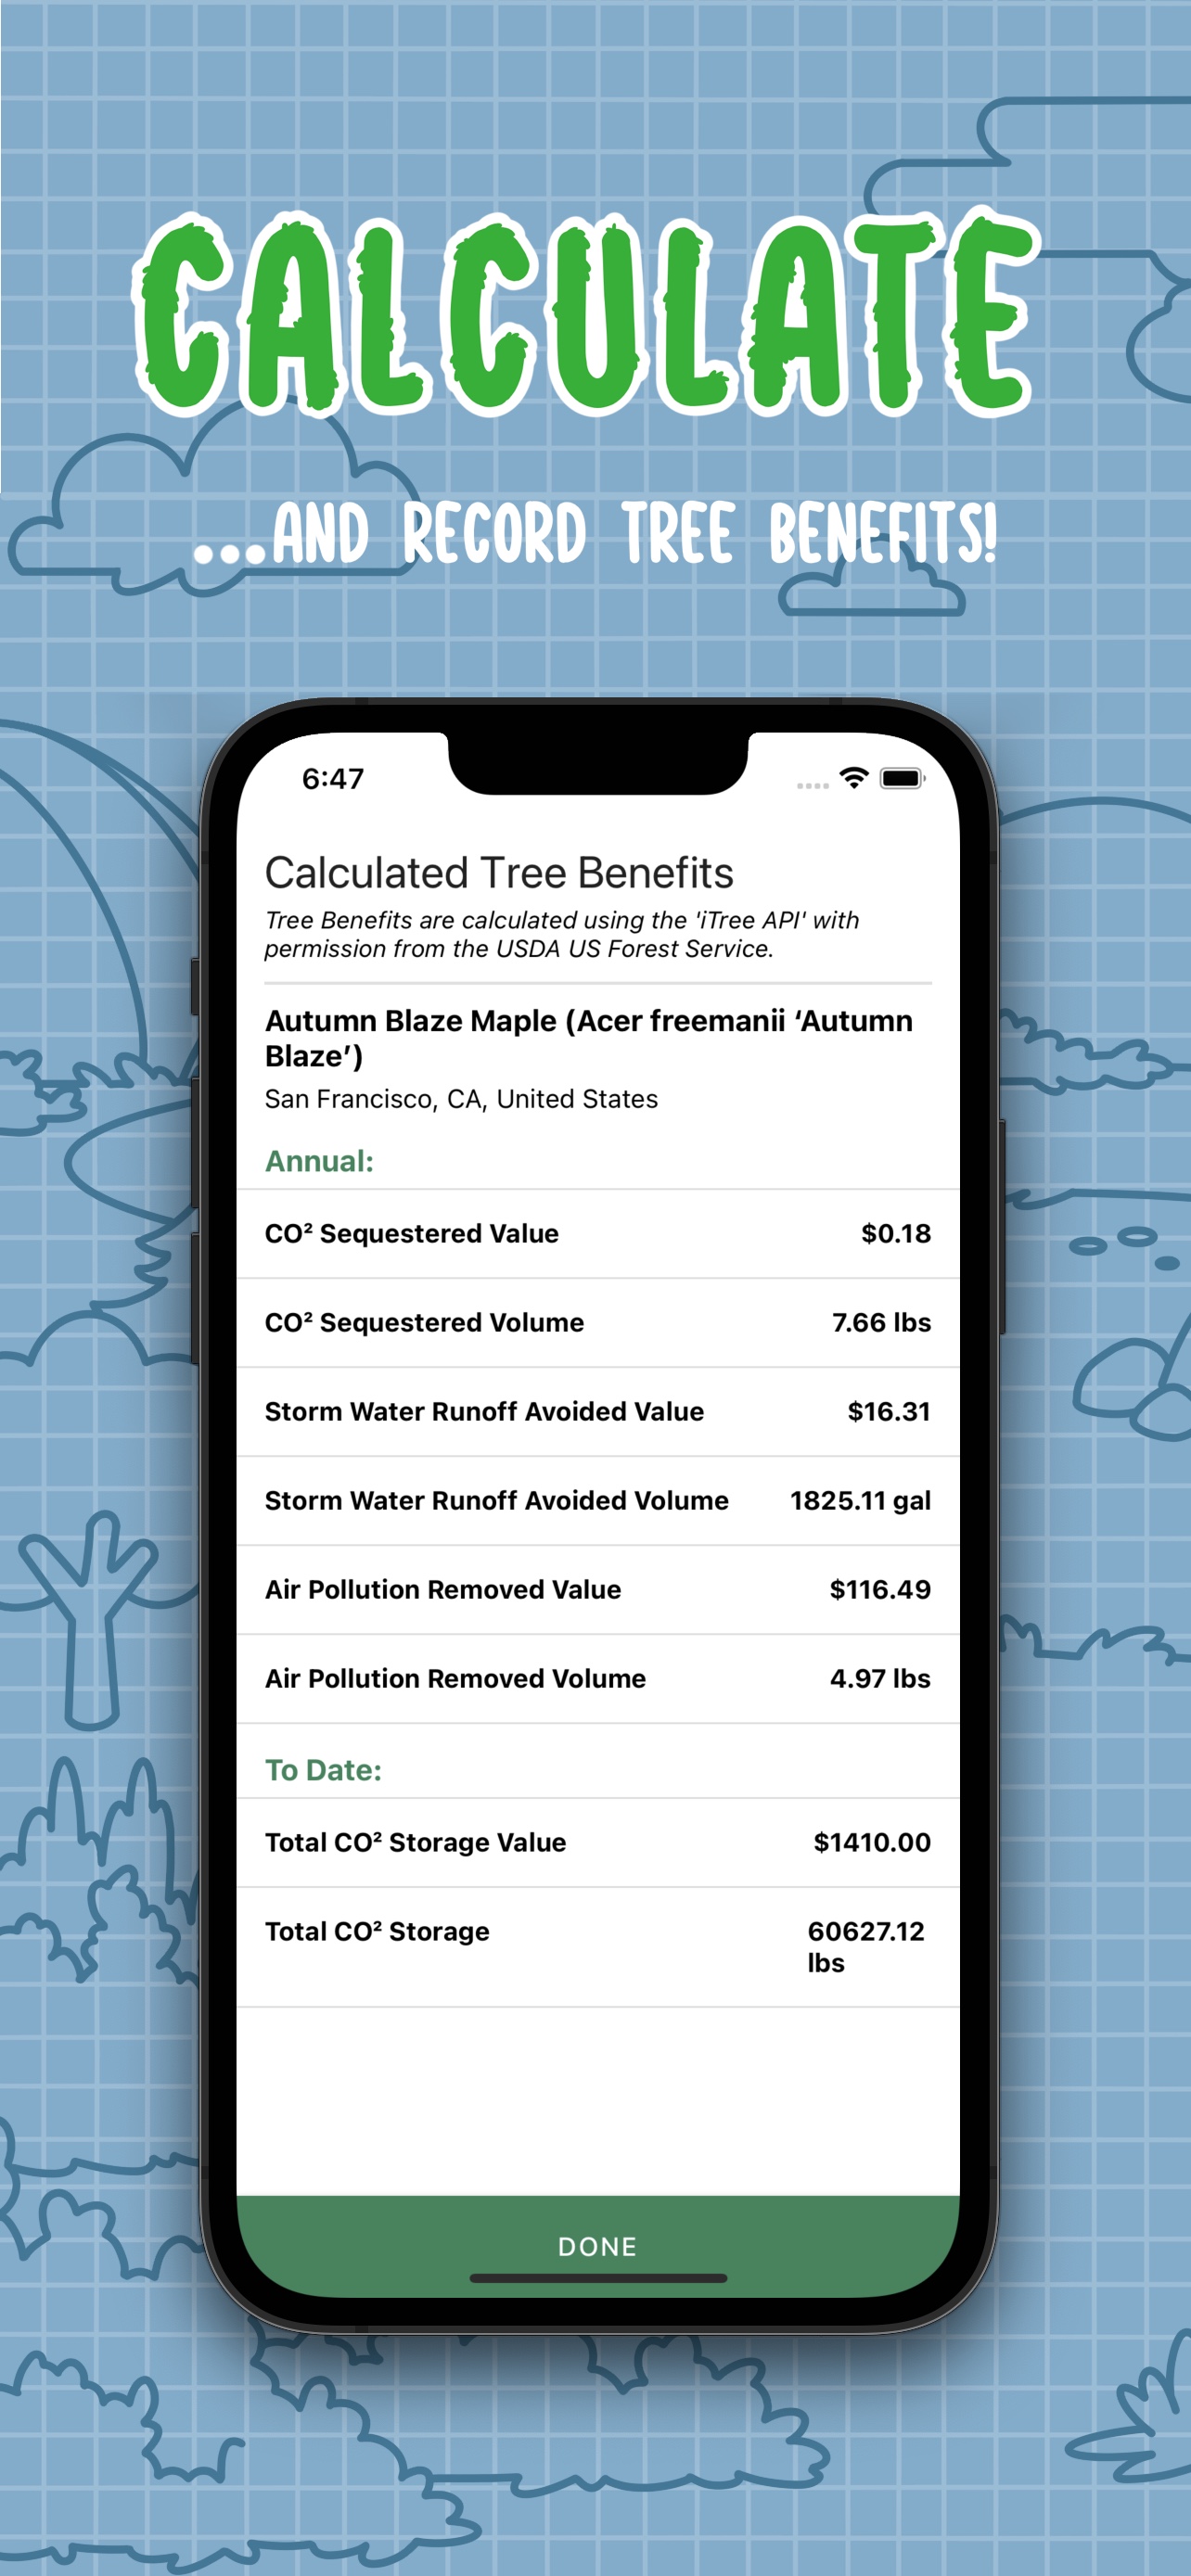 CALCULATE
...AND RECORD TREE BENEFITS!
6:47
Calculated Tree Benefits
Tree Benefits are calculated using the 'iTree API' with
permission from the USDA US Forest Service.
Autumn Blaze Maple (Acer freemanii ‘Autumn
Blaze’)
San Francisco, CA, United States
Annual:
CO² Sequestered Value $0.18
CO² Sequestered Volume 7.66 lbs
Storm Water Runoff Avoided Value $16.31
Storm Water Runoff Avoided Volume 1825.11 gal
Air Pollution Removed Value $116.49
Air Pollution Removed Volume 4.97 lbs
To Date:
Total CO² Storage Value $1410.00
Total CO² Storage 60627.12
lbs
DONE